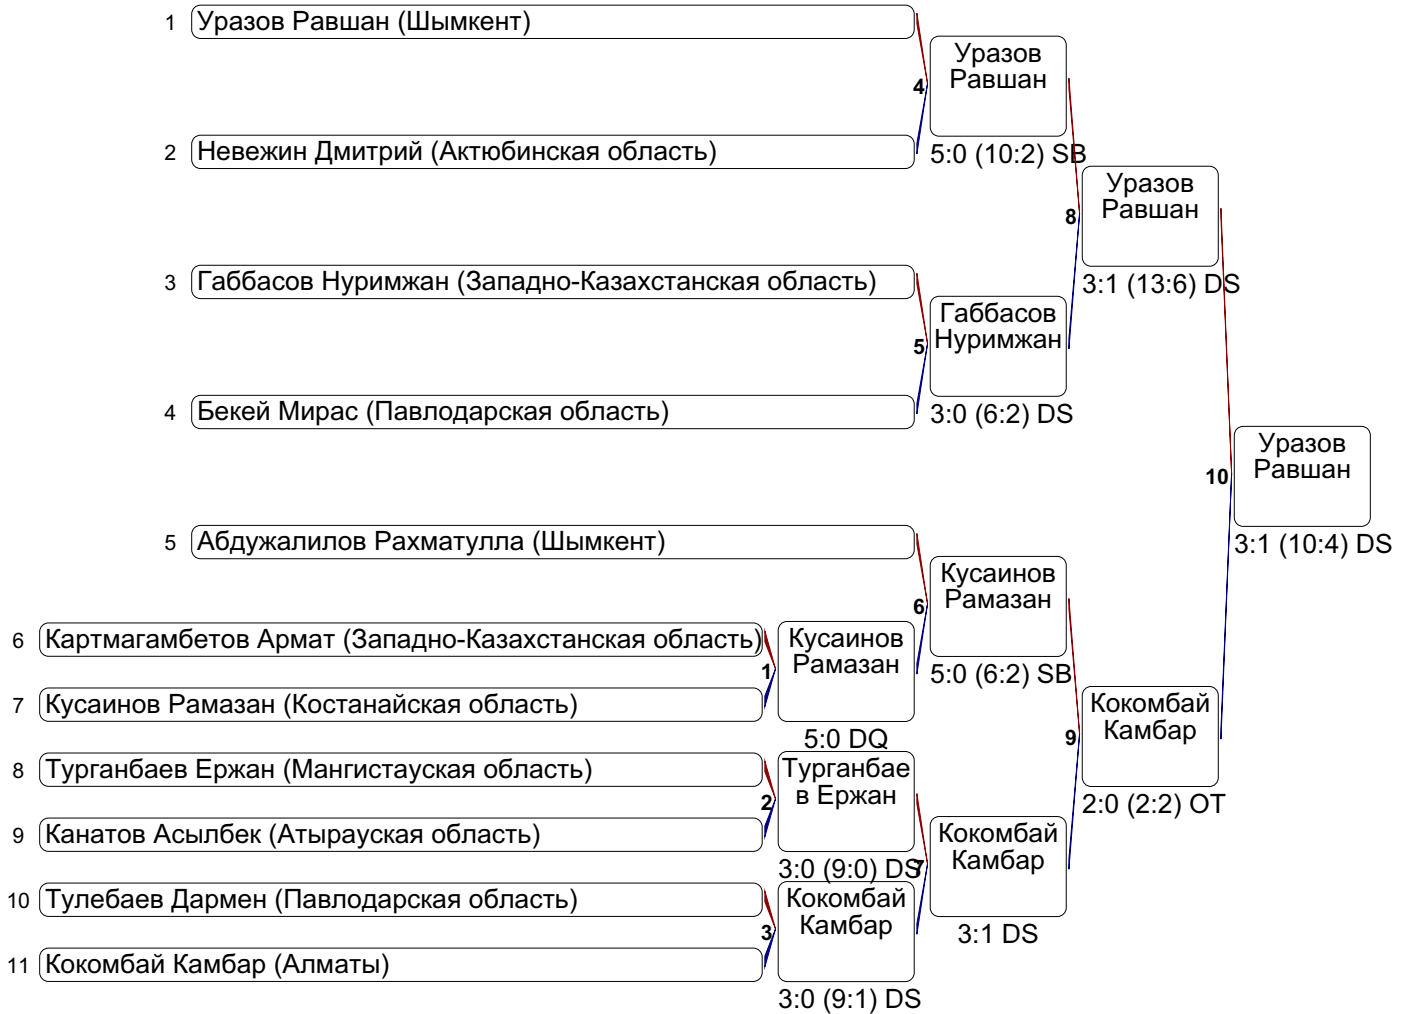 1 Уразов Равшан (Шымкент)
Уразов
Равшан
4
2 Невежин Дмитрий (Актюбинская область)
5:0 (10:2) SB
Уразов
Равшан
8
3 Габбасов Нуримжан (Западно-Казахстанская область)
3:1 (13:6) DS
Габбасов
Нуримжан
5
4 Бекей Мирас (Павлодарская область)
3:0 (6:2) DS
Уразов
Равшан
10
5 Абдужалилов Рахматулла (Шымкент)
3:1 (10:4) DS
Кусаинов
Рамазан
6
6 Картмагамбетов Армат (Западно-Казахстанская область)
Кусаинов
Рамазан
1
5:0 (6:2) SB
7 Кусаинов Рамазан (Костанайская область)
Кокомбай
Камбар
5:0 DQ
9
8 Турганбаев Ержан (Мангистауская область)
Турганбае
в Ержан
2
2:0 (2:2) OT
9 Канатов Асылбек (Атырауская область)
Кокомбай
Камбар
3:0 (9:0) DS
7
10 Тулебаев Дармен (Павлодарская область)
Кокомбай
Камбар
3
3:1 DS
11 Кокомбай Камбар (Алматы)
3:0 (9:1) DS